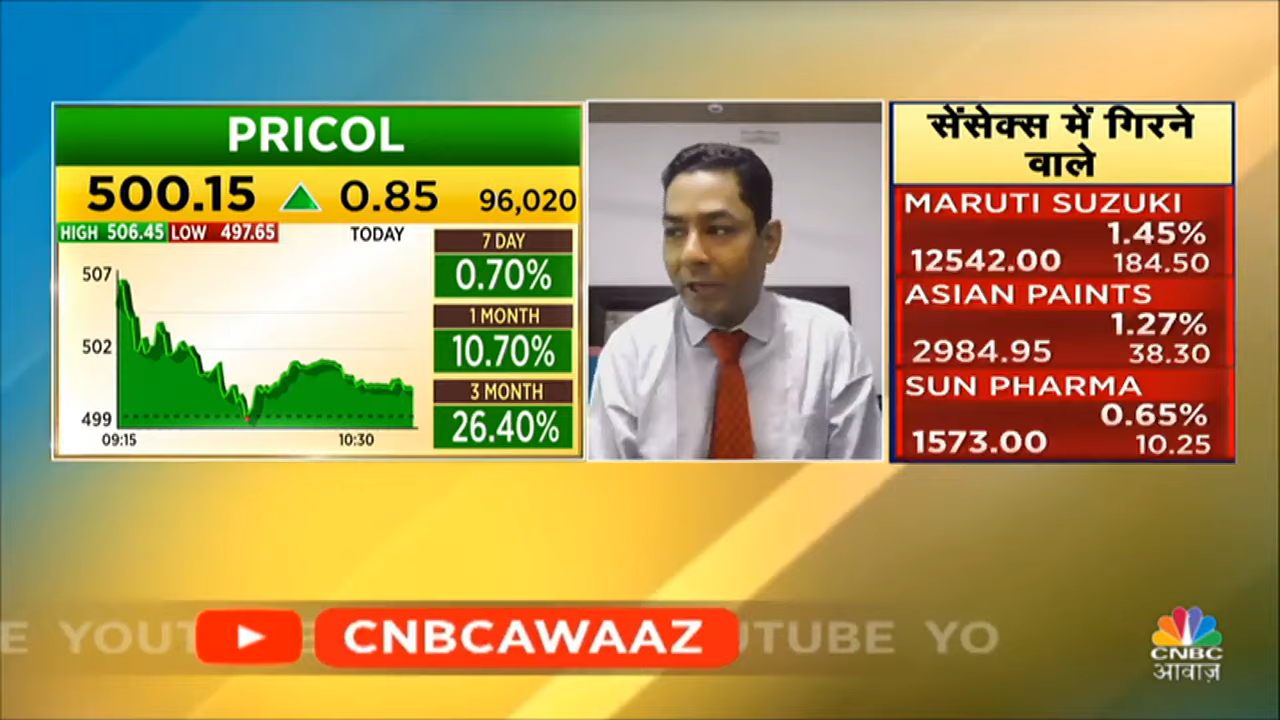 PRICOL
500.15 0.85 96,020
HIGH 506.45 LOW 497.65
TODAY
507
502
499
09:15 10:30
7 DAY
0.70%
1 MONTH
10.70%
3 MONTH
26.40%
सेंसेक्स में गिरने
वाले
MARUTI SUZUKI
1.45%
12542.00 184.50
ASIAN PAINTS
1.27%
2984.95 38.30
SUN PHARMA
0.65%
1573.00 10.25
E YOUT E CNBCAWAAZ UTUBE YO
CNBC
आवाज़